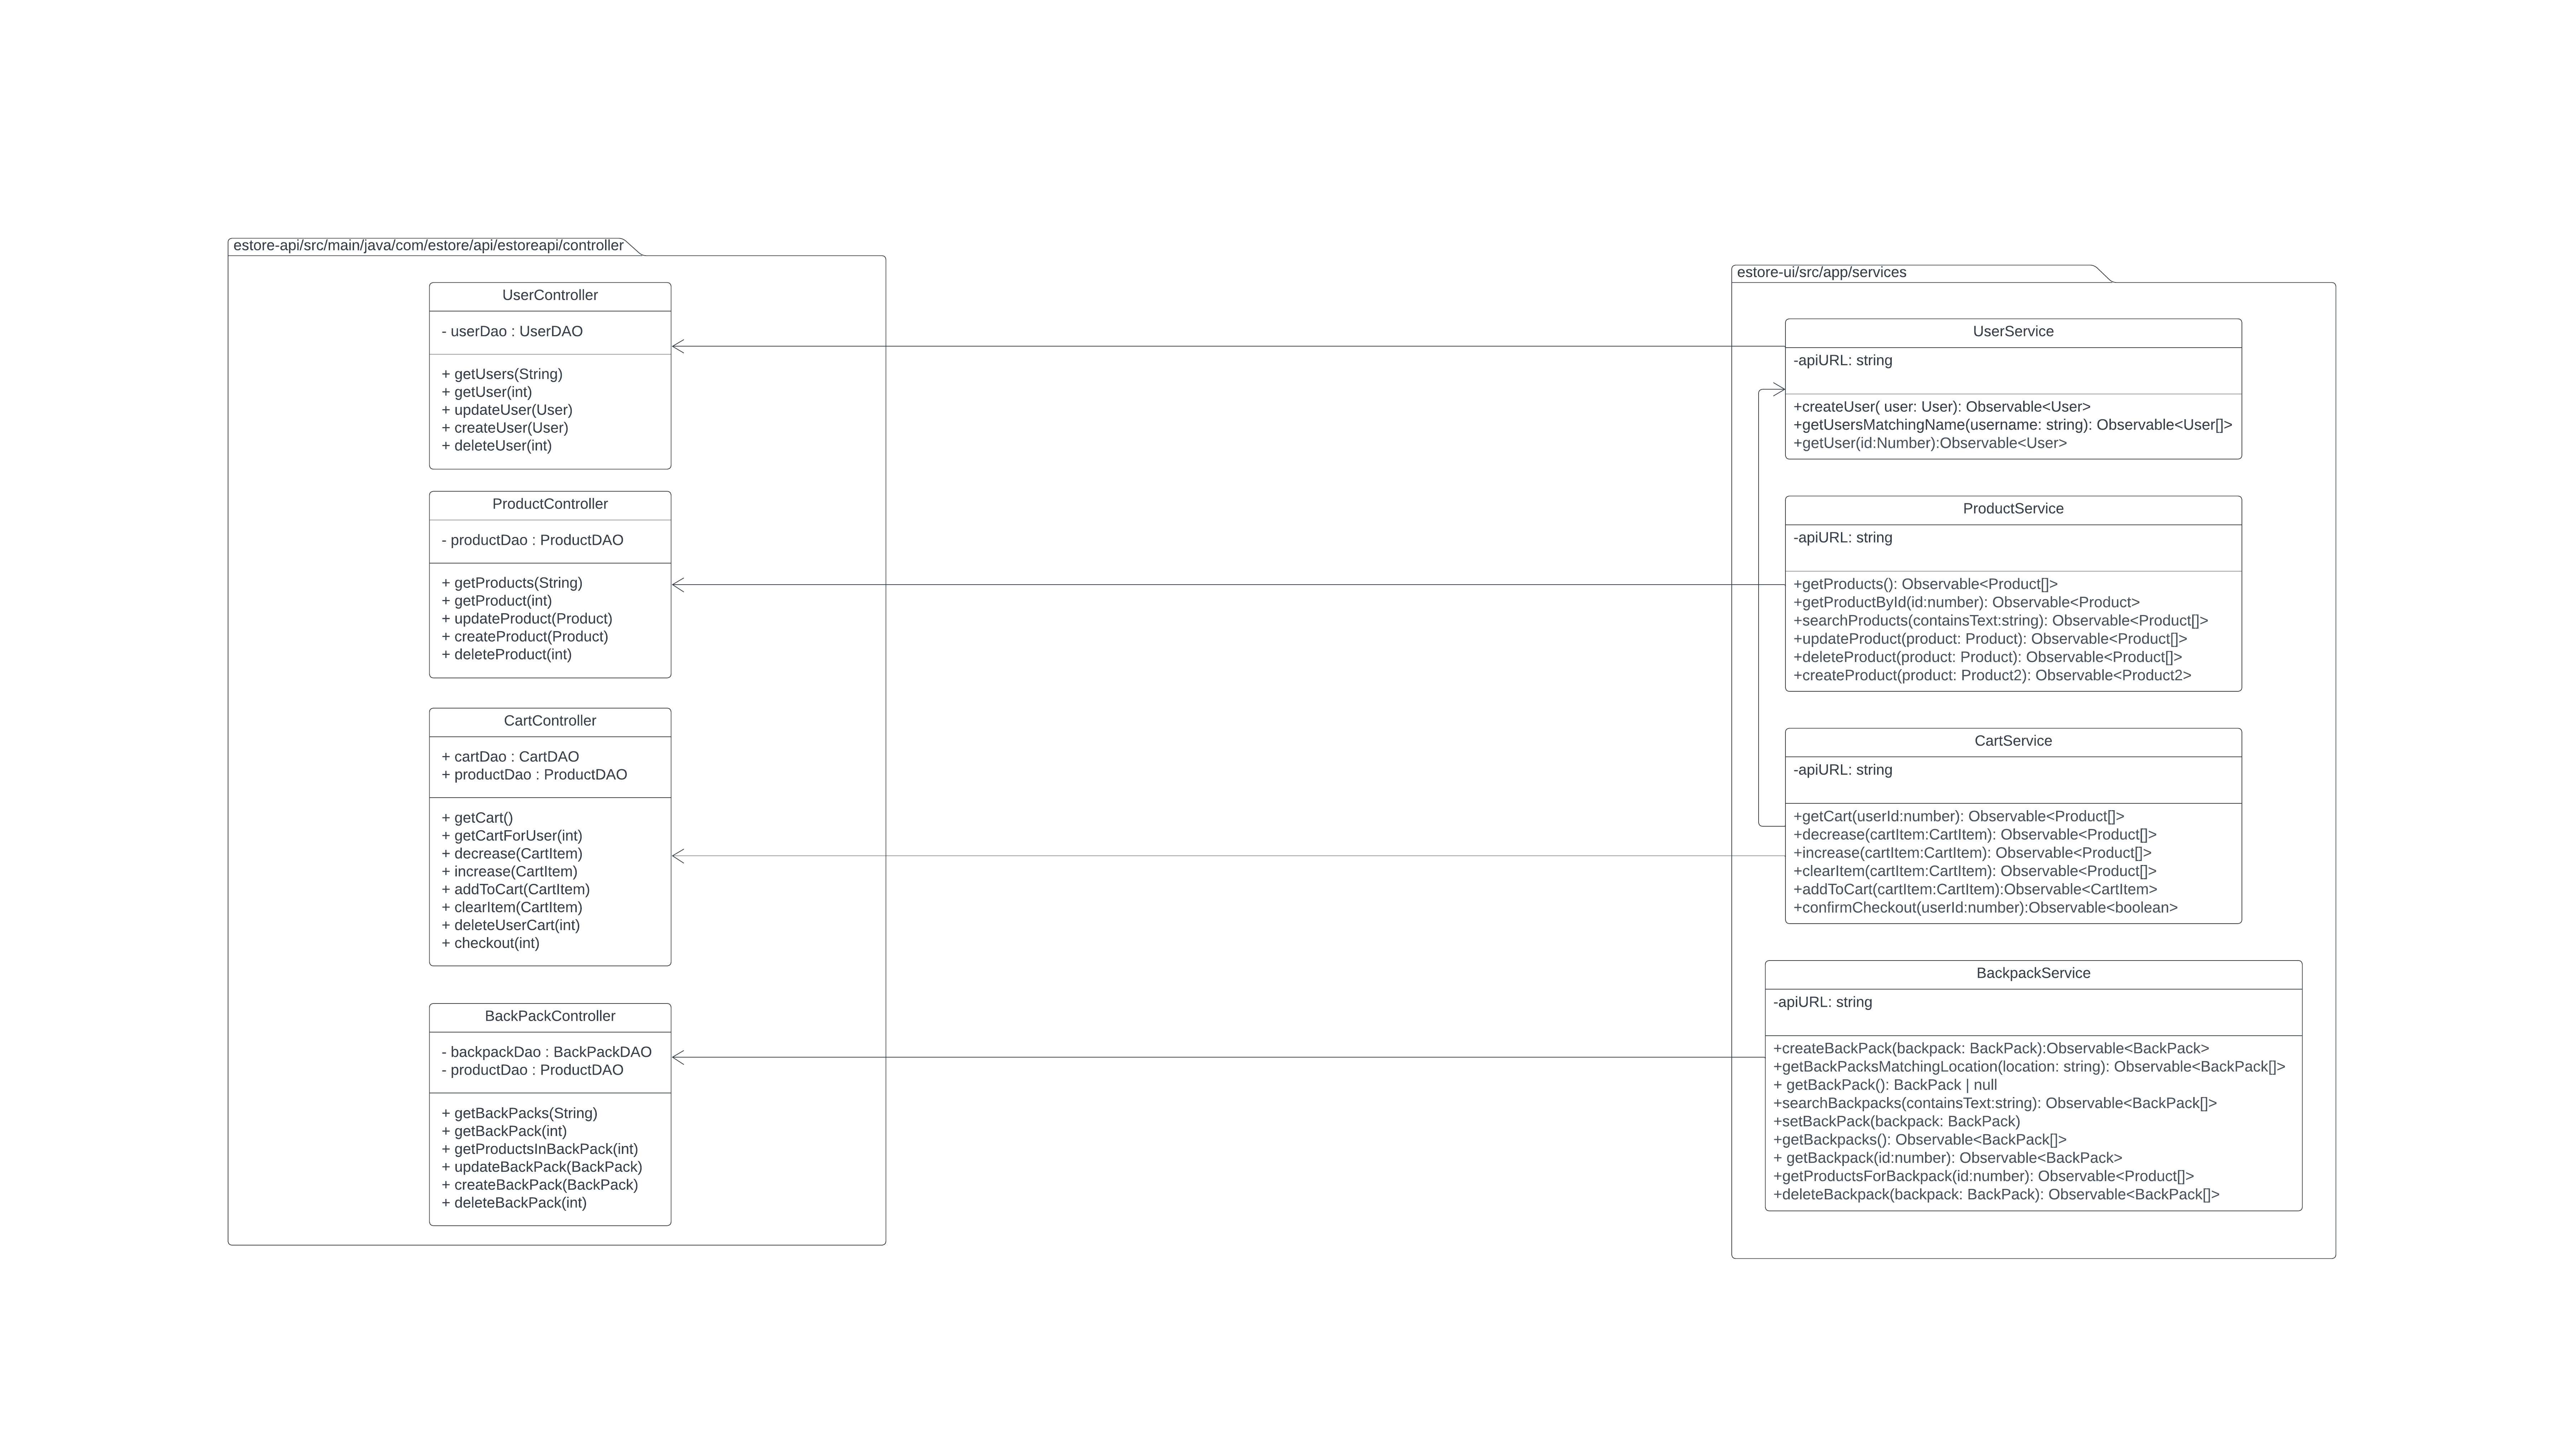 estore-api/src/main/java/com/estore/api/estoreapi/controller
UserController
- userDao : UserDAO
+ getUsers(String)
+ getUser(int)
+ updateUser(User)
+ createUser(User)
+ deleteUser(int)
ProductController
- productDao : ProductDAO
+ getProducts(String)
+ getProduct(int)
+ updateProduct(Product)
+ createProduct(Product)
+ deleteProduct(int)
CartController
+ cartDao : CartDAO
+ productDao : ProductDAO
+ getCart()
+ getCartForUser(int)
+ decrease(CartItem)
+ increase(CartItem)
+ addToCart(CartItem)
+ clearItem(CartItem)
+ deleteUserCart(int)
+ checkout(int)
BackPackController
- backpackDao : BackPackDAO
- productDao : ProductDAO
+ getBackPacks(String)
+ getBackPack(int)
+ getProductsInBackPack(int)
+ updateBackPack(BackPack)
+ createBackPack(BackPack)
+ deleteBackPack(int)
estore-ui/src/app/services
UserService
-apiURL: string
+createUser( user: User): Observable<User>
+getUsersMatchingName(username: string): Observable<User[]>
+getUser(id:Number):Observable<User>
ProductService
-apiURL: string
+getProducts(): Observable<Product[]>
+getProductById(id:number): Observable<Product>
+searchProducts(containsText:string): Observable<Product[]>
+updateProduct(product: Product): Observable<Product[]>
+deleteProduct(product: Product): Observable<Product[]>
+createProduct(product: Product2): Observable<Product2>
CartService
-apiURL: string
+getCart(userId:number): Observable<Product[]>
+decrease(cartItem:CartItem): Observable<Product[]>
+increase(cartItem:CartItem): Observable<Product[]>
+clearItem(cartItem:CartItem): Observable<Product[]>
+addToCart(cartItem:CartItem):Observable<CartItem>
+confirmCheckout(userId:number):Observable<boolean>
BackpackService
-apiURL: string
+createBackPack(backpack: BackPack):Observable<BackPack>
+getBackPacksMatchingLocation(location: string): Observable<BackPack[]>
+ getBackPack(): BackPack | null
+searchBackpacks(containsText:string): Observable<BackPack[]>
+setBackPack(backpack: BackPack)
+getBackpacks(): Observable<BackPack[]>
+ getBackpack(id:number): Observable<BackPack>
+getProductsForBackpack(id:number): Observable<Product[]>
+deleteBackpack(backpack: BackPack): Observable<BackPack[]>